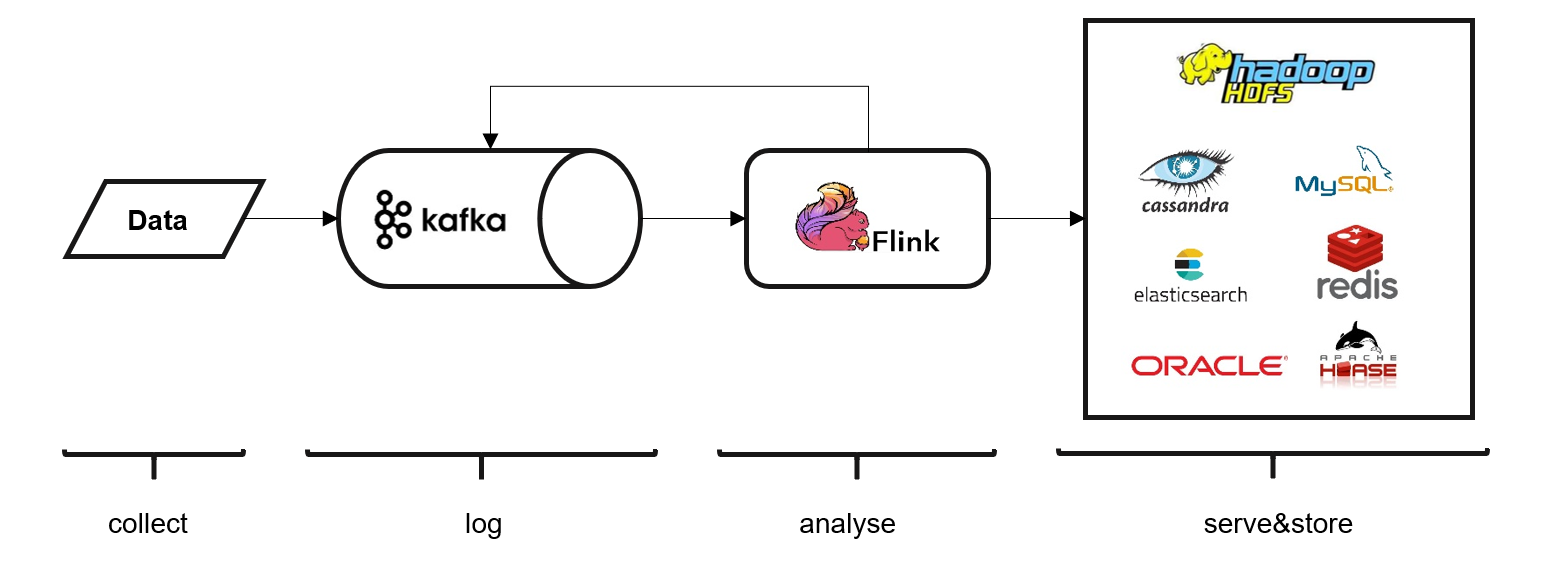 hadoop
HDFS
Data
kafka
Flink
cassandra
MySQL®
elasticsearch
redis
ORACLE®
APACHE
HBASE
collect
log
analyse
serve&store